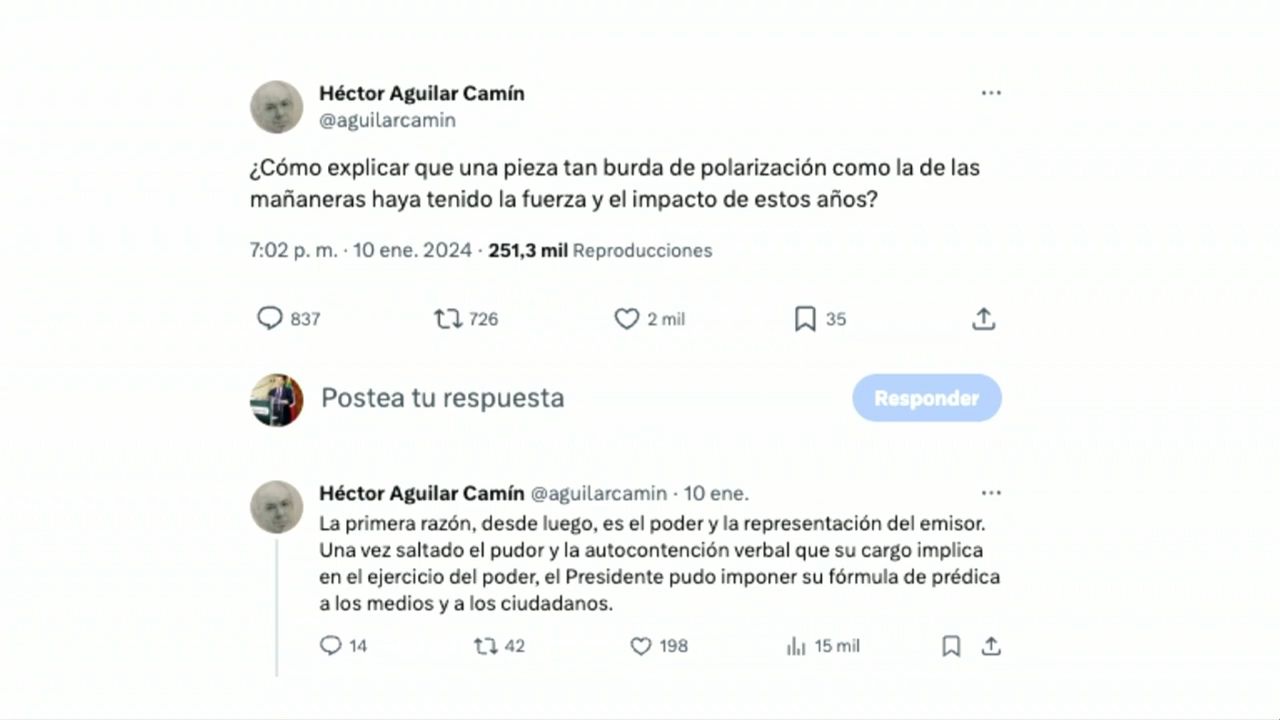 Héctor Aguilar Camín
@aguilarcamin
¿Cómo explicar que una pieza tan burda de polarización como la de las
mañaneras haya tenido la fuerza y el impacto de estos años?
7:02 p. m. · 10 ene. 2024 · 251,3 mil Reproducciones
837 726 2 mil 35
Postea tu respuesta Responder
Héctor Aguilar Camín @aguilarcamin · 10 ene.
La primera razón, desde luego, es el poder y la representación del emisor.
Una vez saltado el pudor y la autocontención verbal que su cargo implica
en el ejercicio del poder, el Presidente pudo imponer su fórmula de prédica
a los medios y a los ciudadanos.
14 42 198 15 mil